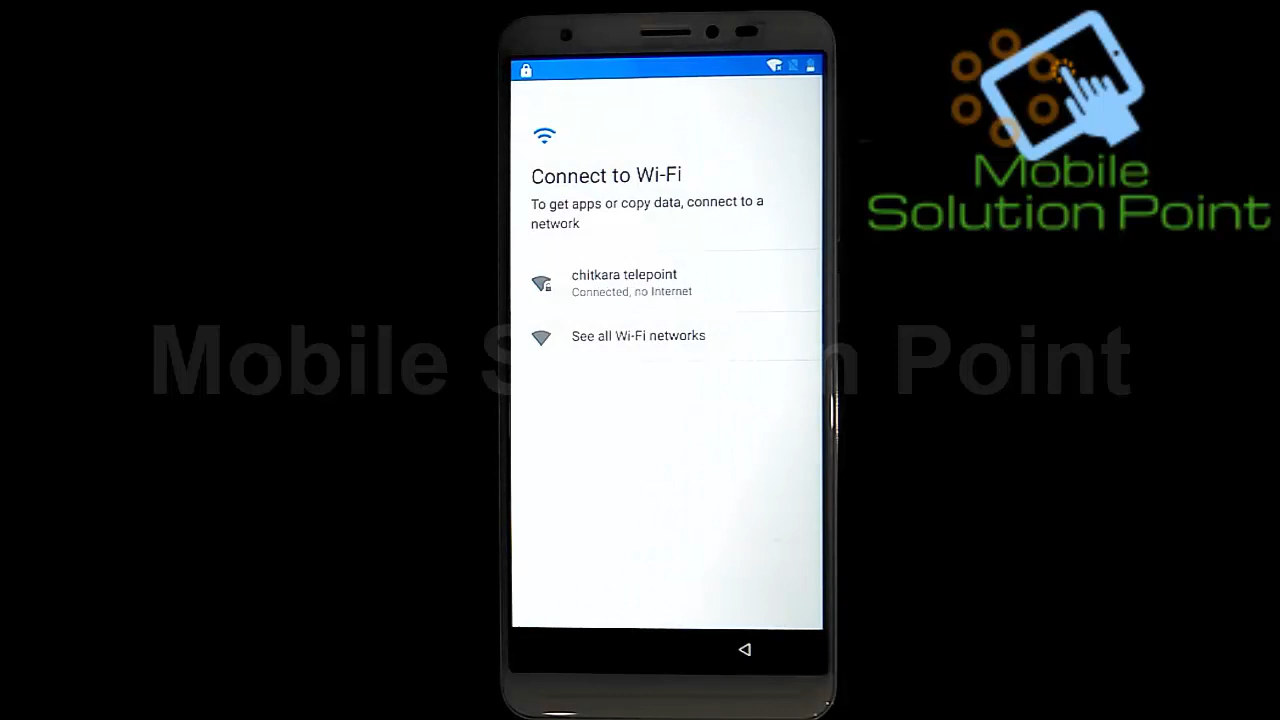 Connect to Wi-Fi
To get apps or copy data, connect to a
network
chitkara telepoint
Connected, no Internet
See all Wi-Fi networks
Mobile
Solution Point
Mobile S n Point